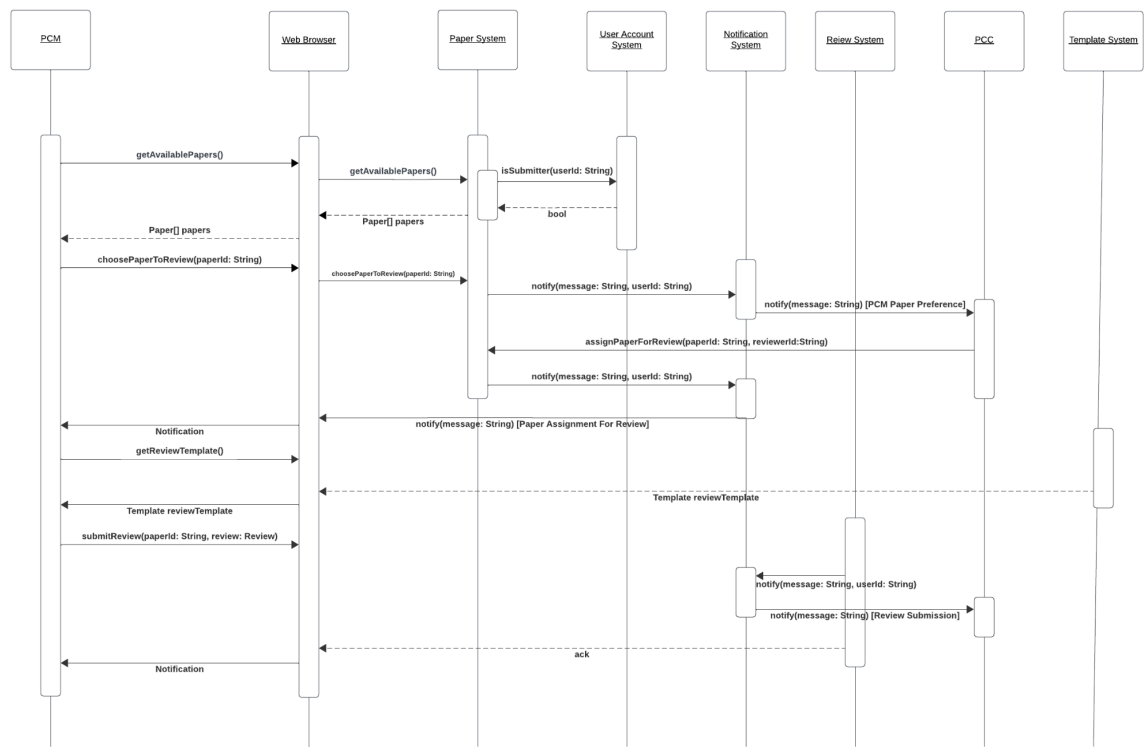 PCM
Web Browser
Paper System
User Account
System
Notification
System
Reiew System
PCC
Template System
getAvailablePapers()
getAvailablePapers()
isSubmitter(userId: String)
bool
Paper[] papers
Paper[] papers
choosePaperToReview(paperId: String)
choosePaperToReview(paperId: String)
notify(message: String, userId: String)
notify(message: String) [PCM Paper Preference]
assignPaperForReview(paperId: String, reviewerId:String)
notify(message: String, userId: String)
notify(message: String) [Paper Assignment For Review]
Notification
getReviewTemplate()
Template reviewTemplate
Template reviewTemplate
submitReview(paperId: String, review: Review)
notify(message: String, userId: String)
notify(message: String) [Review Submission]
ack
Notification